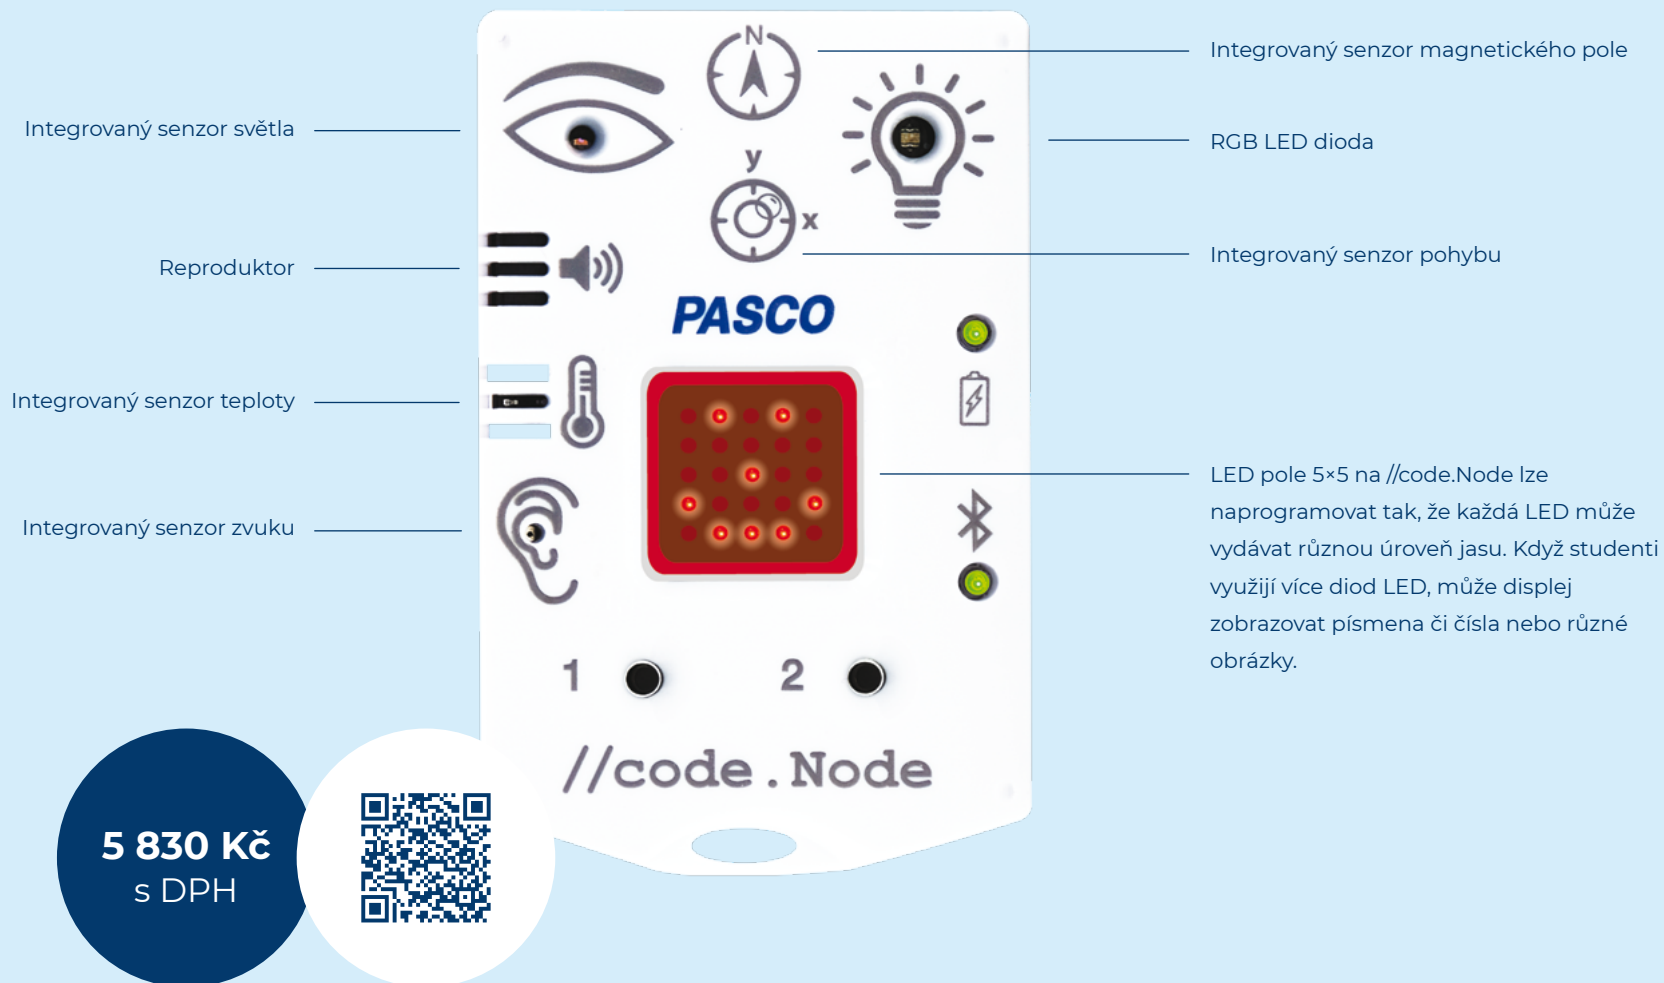 Integrovaný senzor světla
Reproduktor
Integrovaný senzor teploty
Integrovaný senzor zvuku
N
y
x
PASCO
1
2
//code.Node
Integrovaný senzor magnetického pole
RGB LED dioda
Integrovaný senzor pohybu
LED pole 5×5 na //code.Node lze
naprogramovat tak, že každá LED může
vydávat různou úroveň jasu. Když studenti
využijí více diod LED, může displej
zobrazovat písmena či čísla nebo různé
obrázky.
5 830 Kč
s DPH